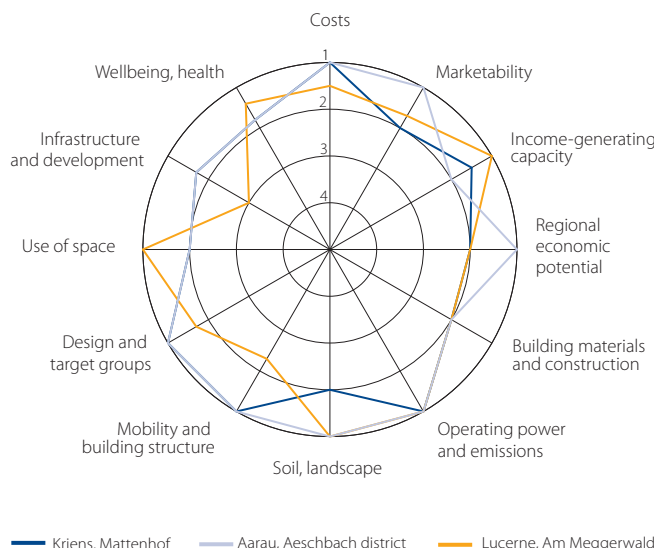 Costs
1
Wellbeing, health
Marketability
2
Infrastructure
and development
Income-generating
capacity
3
4
Use of space
Regional
economic
potential
Design and
target groups
Building materials
and construction
Mobility and
building structure
Operating power
and emissions
Soil, landscape
Kriens, Mattenhof
Aarau, Aeschbach district
Lucerne, Am Meggerwald